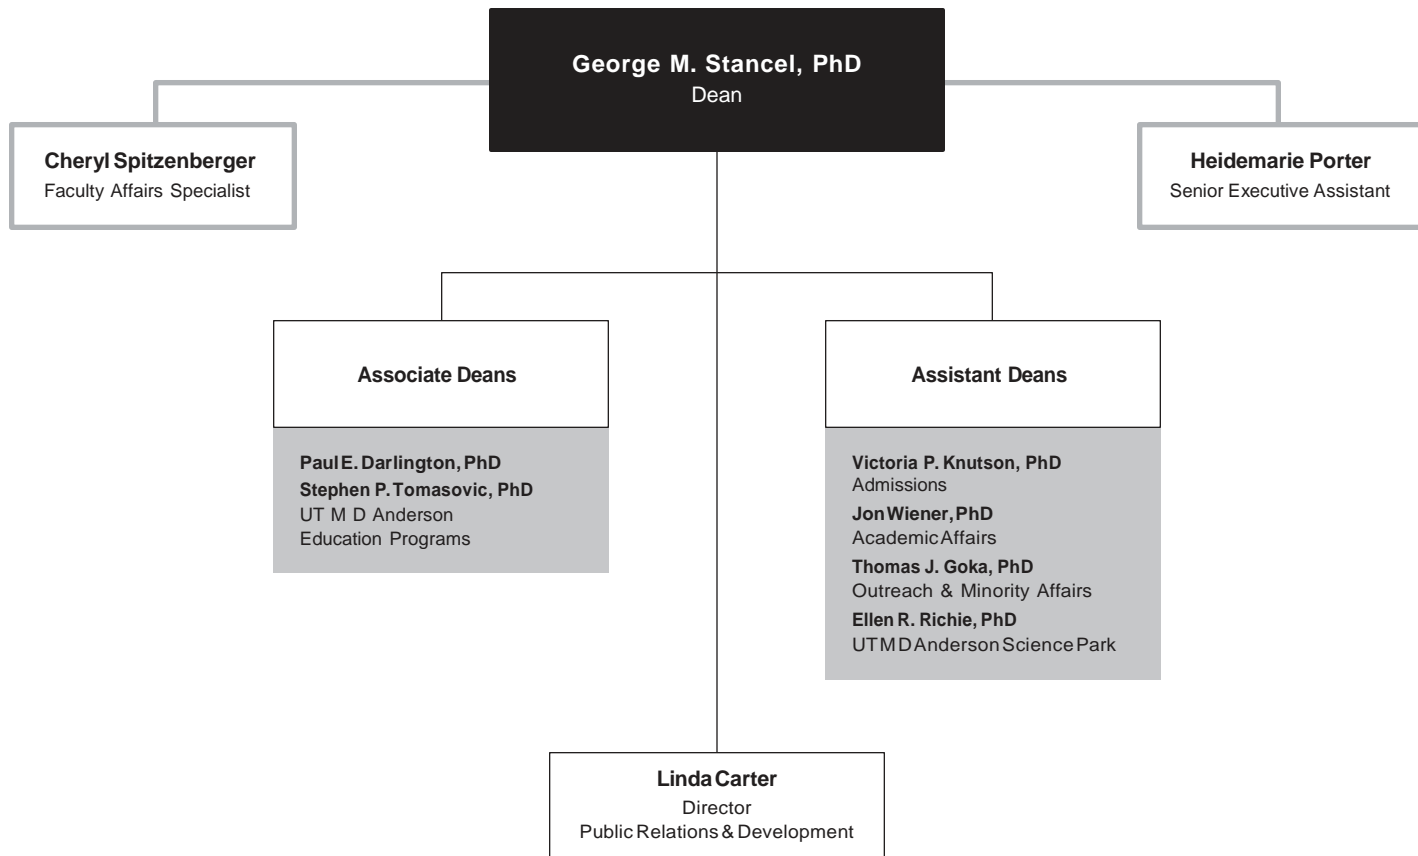 George M. Stancel, PhD
Dean
Cheryl Spitzenberger
Faculty Affairs Specialist
Heidemarie Porter
Senior Executive Assistant
Associate Deans
Paul E. Darlington, PhD
Stephen P. Tomasovic, PhD
UT M D Anderson
Education Programs
Assistant Deans
Victoria P. Knutson, PhD
Admissions
Jon Wiener, PhD
Academic Affairs
Thomas J. Goka, PhD
Outreach & Minority Affairs
Ellen R. Richie, PhD
UT M D Anderson Science Park
Linda Carter
Director
Public Relations & Development